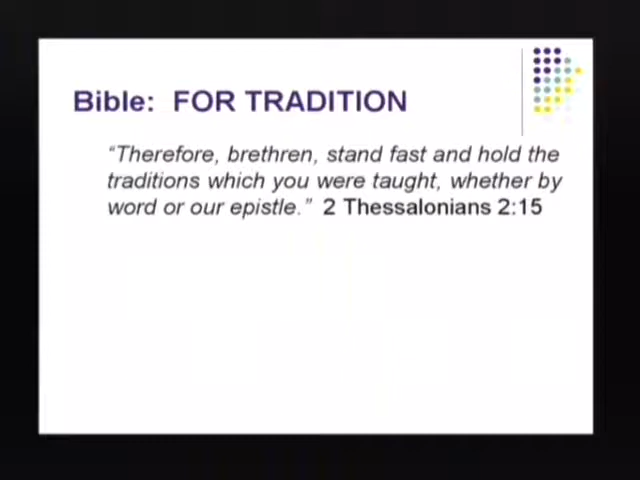 Bible:  FOR TRADITION
“Therefore, brethren, stand fast and hold the
traditions which you were taught, whether by
word or our epistle.”  2 Thessalonians 2:15